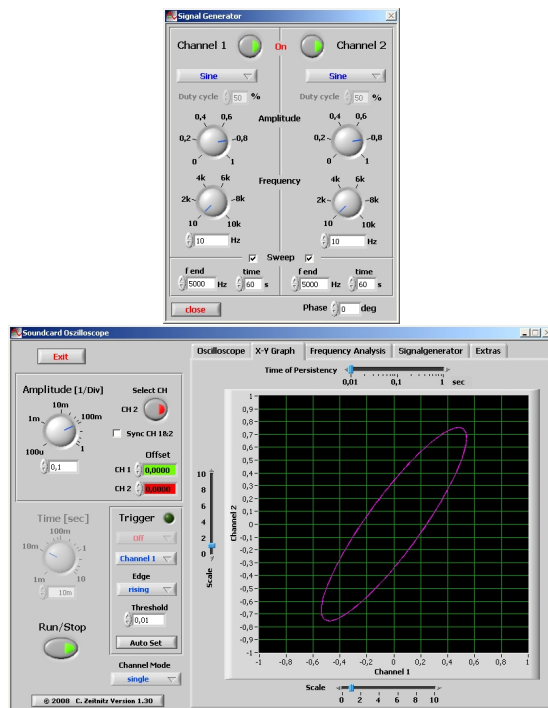 Signal Generator
Channel 1 On Channel 2
Sine Sine
Duty cycle 50 % Duty cycle 50 %
Amplitude
0,4 0,6 0,4 0,6
0,2 0,8 0,2 0,8
0 1 0 1
Frequency
4k 6k 4k 6k
2k 8k 2k 8k
10 10k 10 10k
10 Hz 10 Hz
Sweep
f end time f end time
5000 Hz 60 s 5000 Hz 60 s
close Phase 0 deg
Soundcard Oszilloscope
Exit
Oscilloscope X-Y Graph Frequency Analysis Signalgenerator Extras
Time of Persistency
0,01 0,1 1 sec
Amplitude [1/Div]
10m
1m 100m
100u 1
0,1
Select CH
CH 2
Sync CH 1&2
Offset
CH 1 0,0000
CH 2 0,0000
Time [sec]
100m
10m 1
1m 10
10m
Run/Stop
Trigger
Off
Channel 1
Edge
rising
Threshold
0,01
Auto Set
Channel Mode
single
© 2008 C. Zeitnitz Version 1.30
10
8
6
4
2
0
Scale
Channel 2
1
0,9
0,8
0,7
0,6
0,5
0,4
0,3
0,2
0,1
0
-0,1
-0,2
-0,3
-0,4
-0,5
-0,6
-0,7
-0,8
-0,9
-1
-1 -0,8 -0,6 -0,4 -0,2 0 0,2 0,4 0,6 0,8 1
Channel 1
Scale
0 2 4 6 8 10